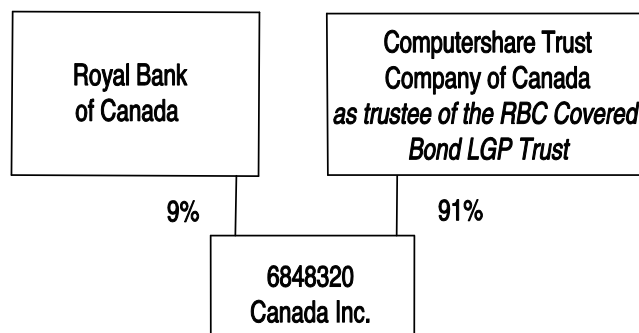 Royal Bank
of Canada
Computershare Trust
Company of Canada
as trustee of the RBC Covered
Bond LGP Trust
9%
91%
6848320
Canada Inc.